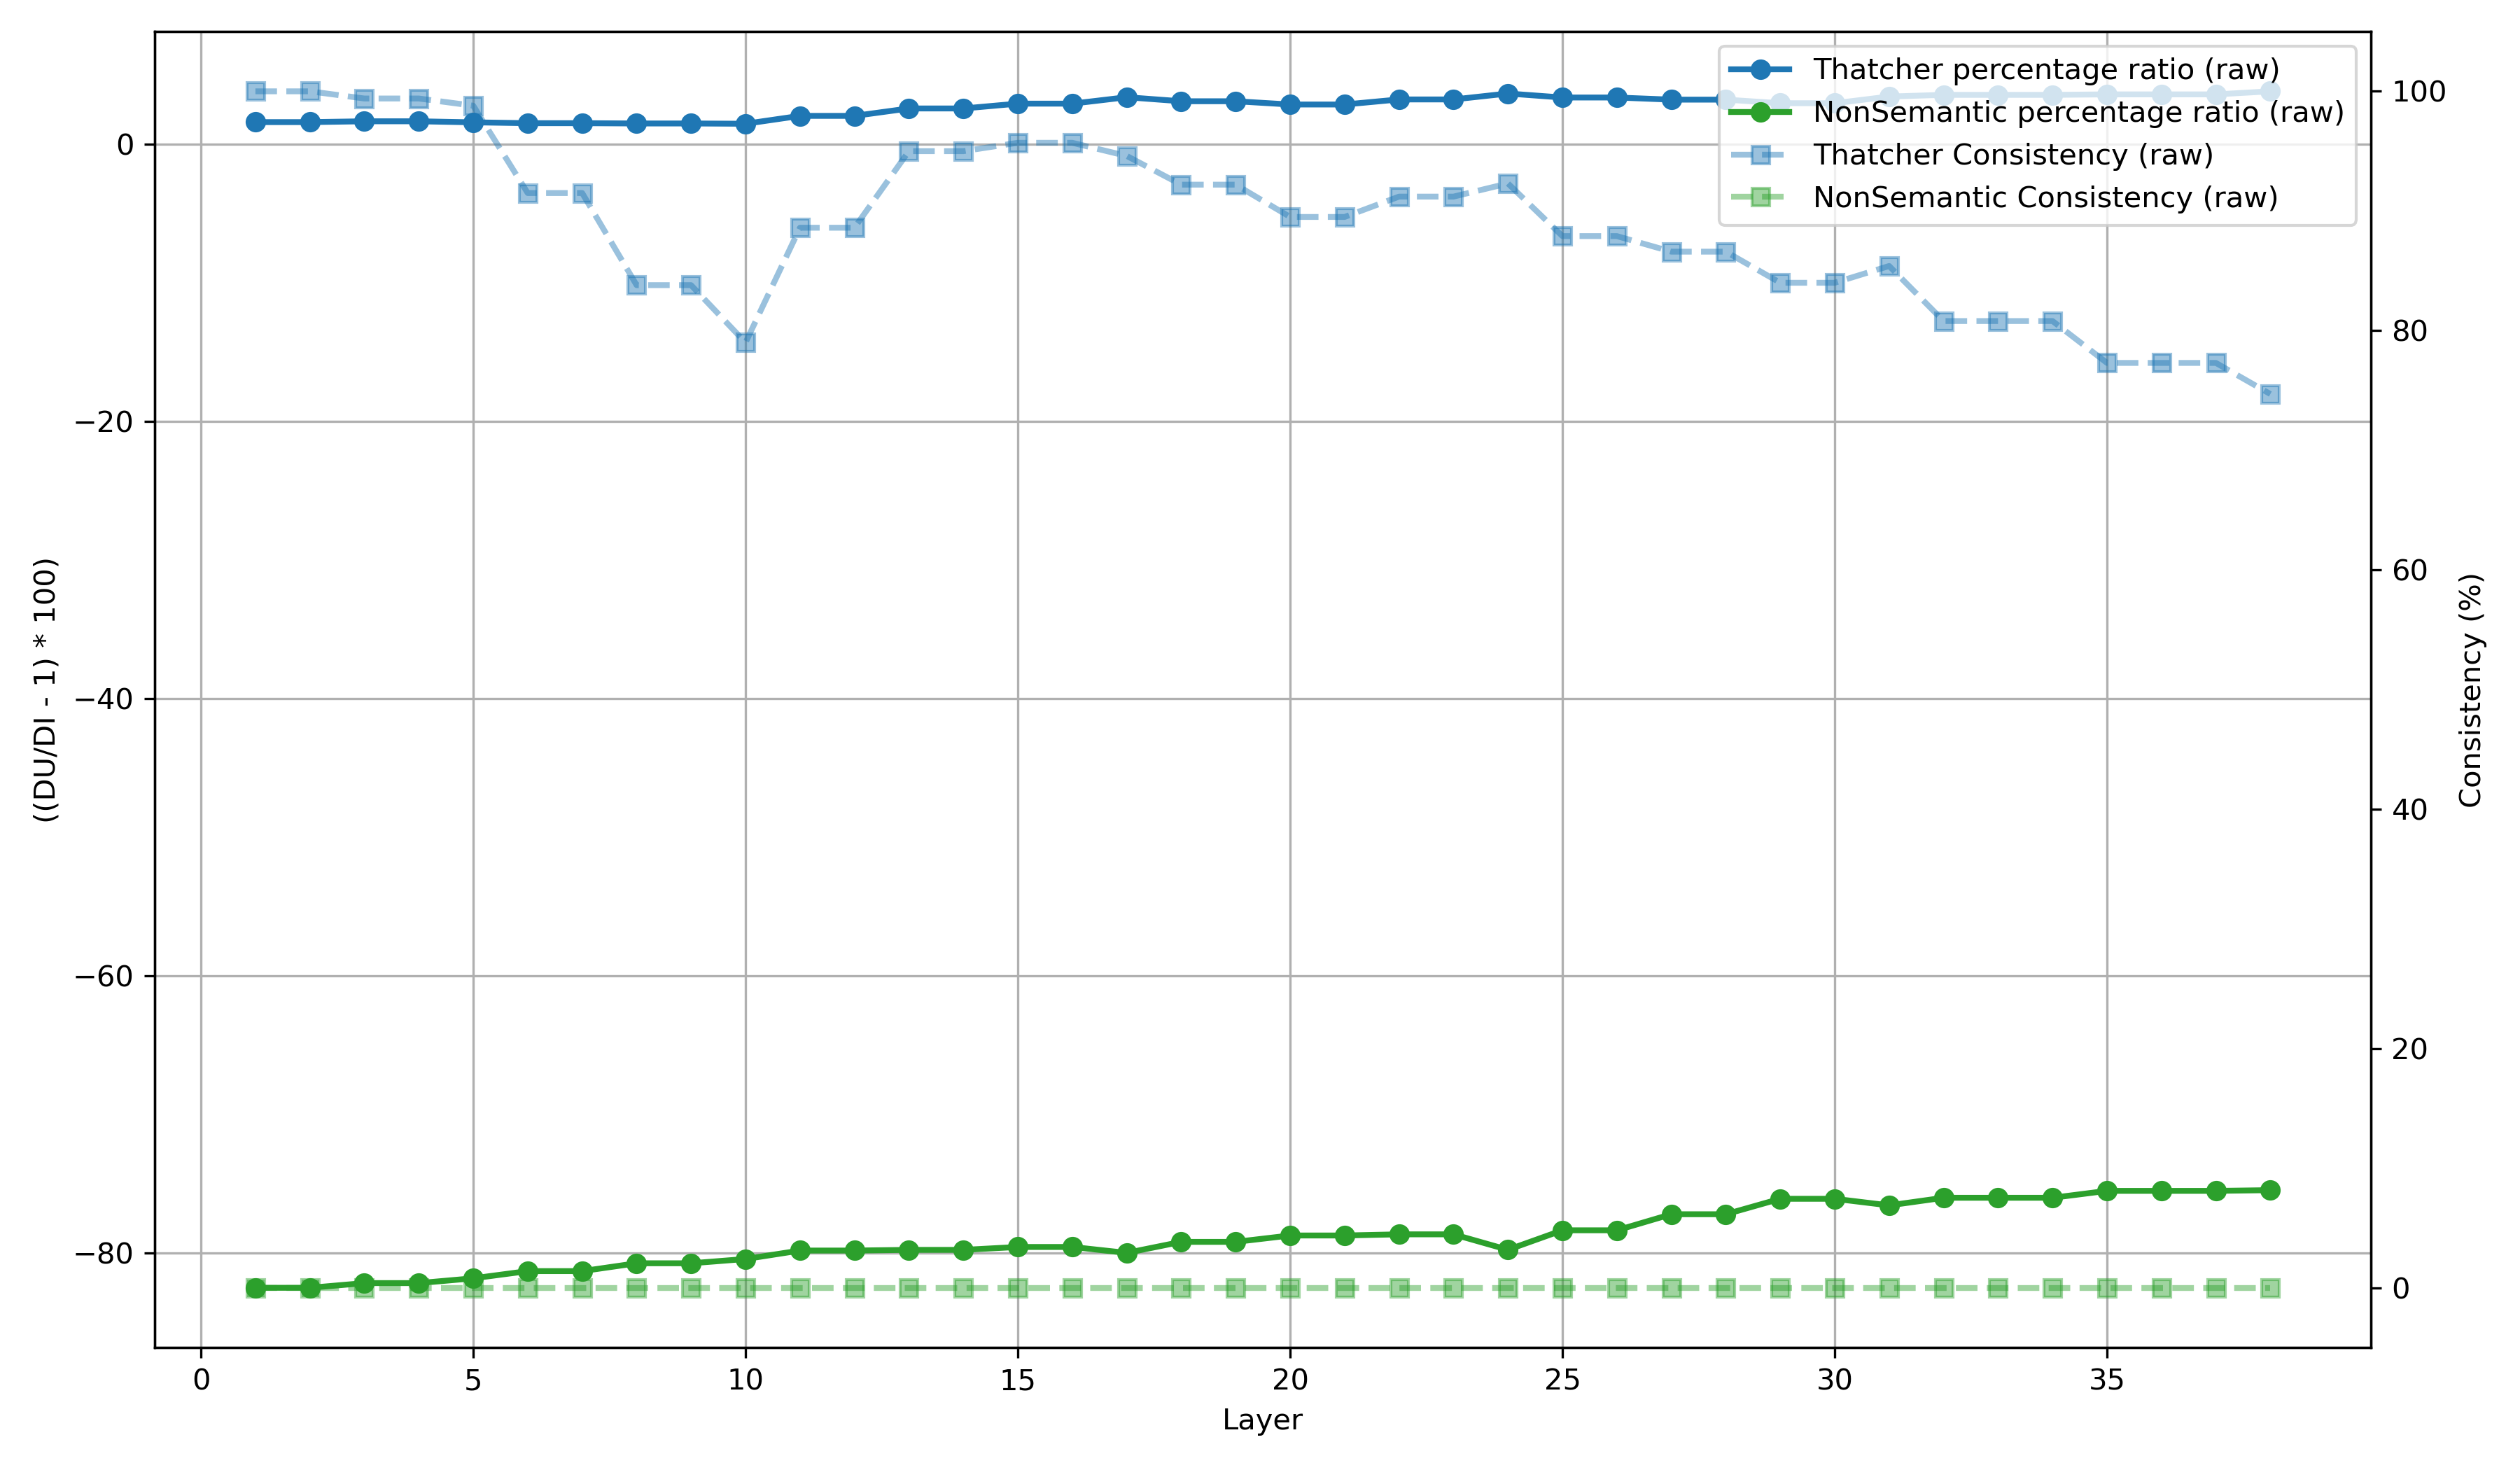 Thatcher percentage ratio (raw)
NonSemantic percentage ratio (raw)
Thatcher Consistency (raw)
NonSemantic Consistency (raw)
((DU/DI - 1) * 100)
0
−20
−40
−60
−80
Consistency (%)
100
80
60
40
20
0
0 5 10 15 20 25 30 35
Layer